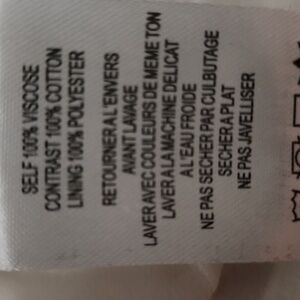 SELF 100% VISCOSE
CONTRAST 100% COTTON
LINING 100% POLYESTER
RETOURNER A L'ENVERS
AVANT LAVAGE
LAVER AVEC COULEURS DE MEME TON
LAVER A LA MACHINE DELICAT
A L'EAU FROIDE
NE PAS SECHER PAR CULBUTAGE
SECHER A PLAT
NE PAS JAVELLISER